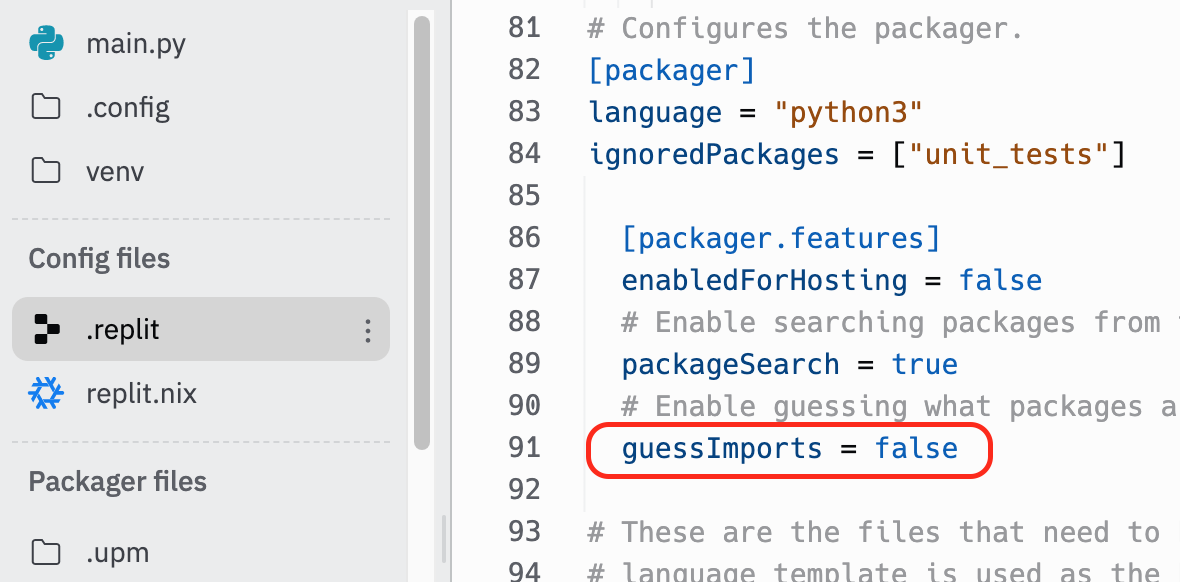 main.py
.config
venv
Config files
.replit
replit.nix
Packager files
.upm
81 # Configures the packager.
82 [packager]
83 language = "python3"
84 ignoredPackages = ["unit_tests"]
85
86 [packager.features]
87 enabledForHosting = false
88 # Enable searching packages from
89 packageSearch = true
90 # Enable guessing what packages a
91 guessImports = false
92
93 # These are the files that need to
94 # language template is used as the